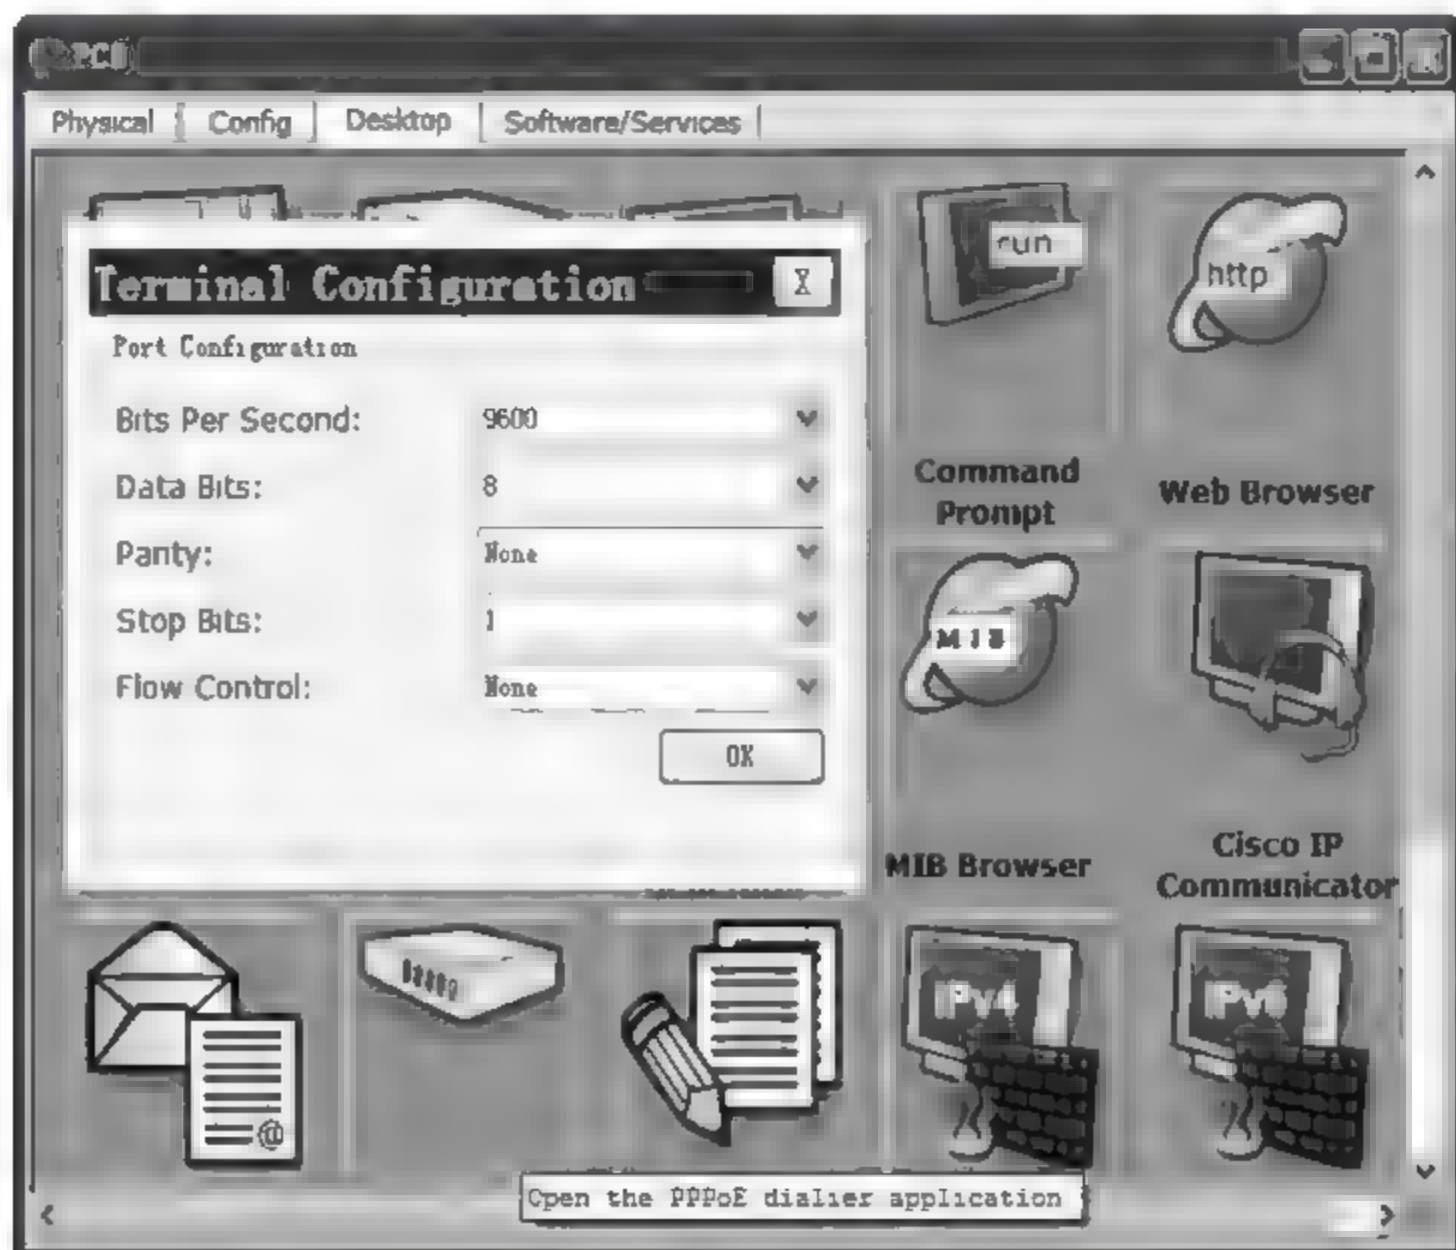 PC0
Physical Config Desktop Software/Services
run
http
Terminal Configuration X
Port Configuration
Bits Per Second: 9600
Data Bits: 8
Parity: None
Stop Bits: 1
Flow Control: None
OK
Command
Prompt
Web Browser
MIB
MIB Browser
Cisco IP
Communicator
IPv4
IPv6
@
Open the PPPoE dialier application